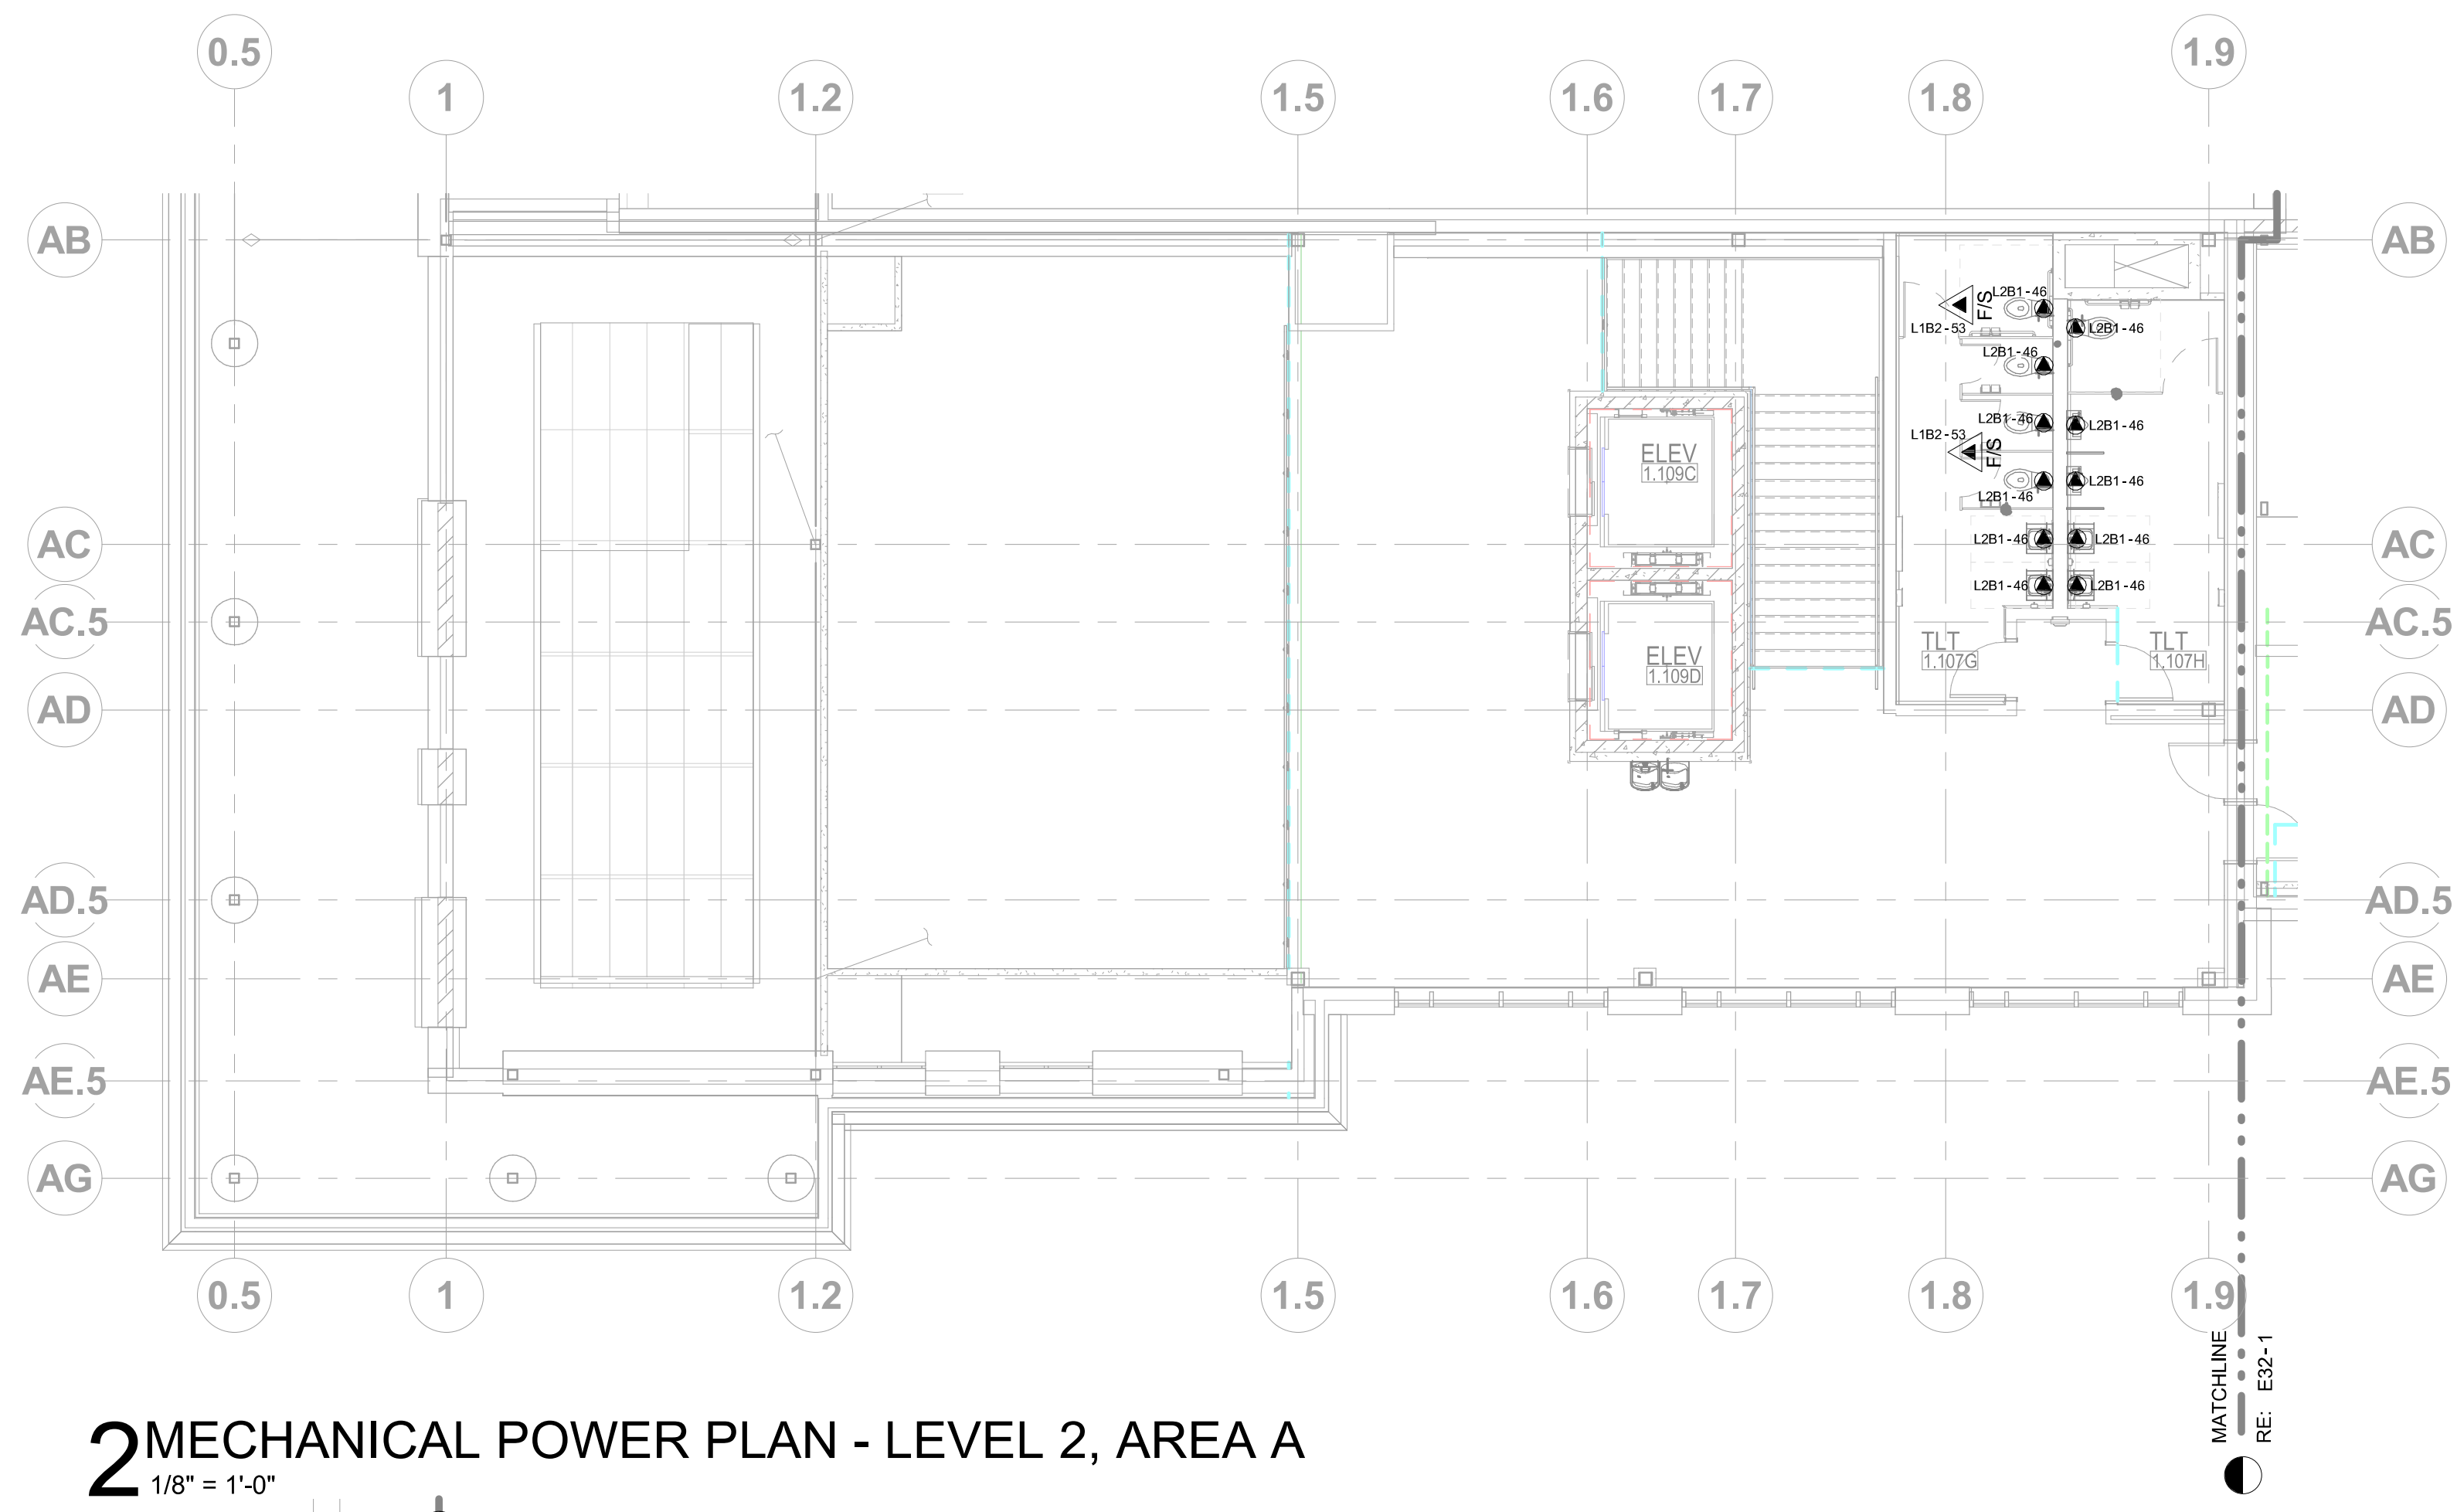 0.5
1
1.2
1.5
1.6
1.7
1.8
1.9
AB
AB
F/S
L2B1-46
L1B2-53
L2B1-46
L2B1-46
L2B1-46
L2B1-46
L1B2-53
F/S
L2B1-46
ELEV
1.109C
L2B1-46
L2B1-46
AC
AC
L2B1-46
L2B1-46
L2B1-46
L2B1-46
AC.5
AC.5
TLT
1.107G
TLT
1.107H
ELEV
1.109D
AD
AD
AD.5
AD.5
AE
AE
AE.5
AE.5
AG
AG
0.5
1
1.2
1.5
1.6
1.7
1.8
1.9
MATCHLINE
RE: E32-1
2 MECHANICAL POWER PLAN - LEVEL 2, AREA A
1/8" = 1'-0"